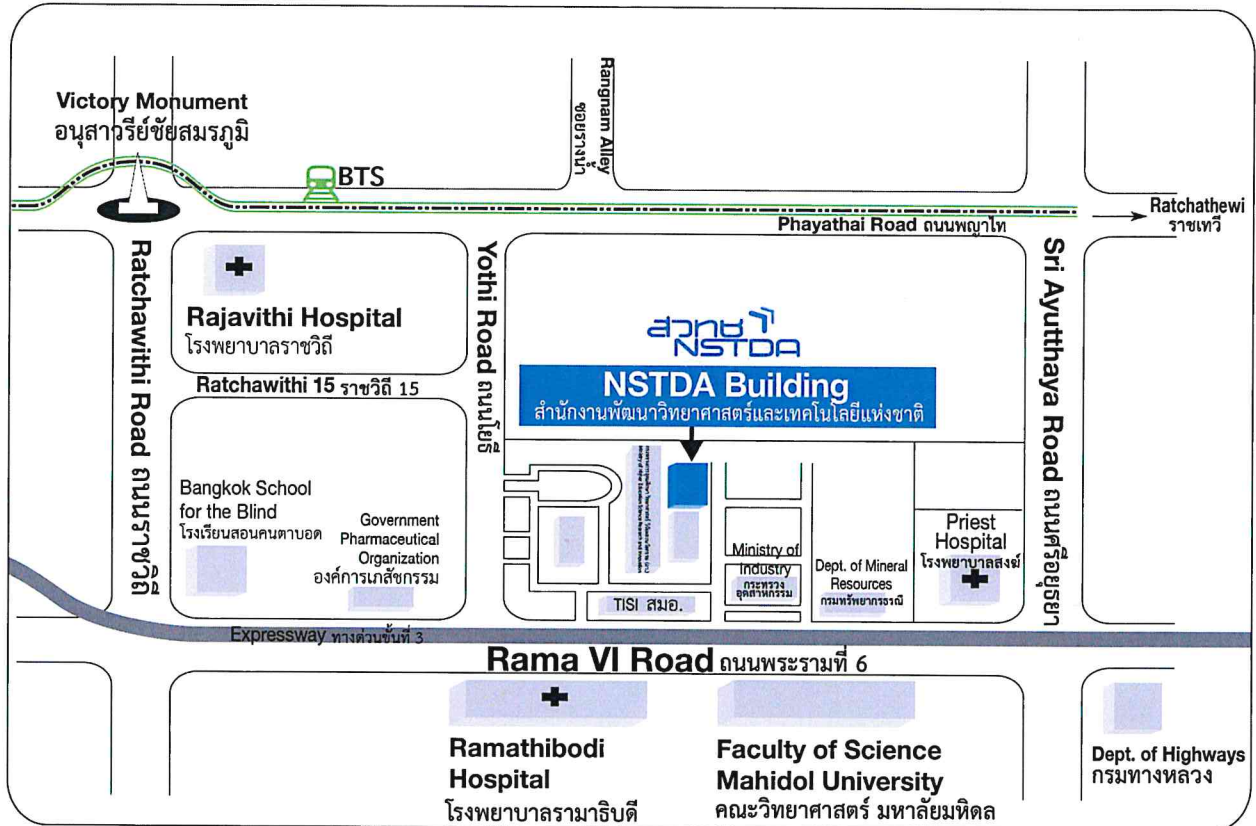 Victory Monument
อนุสาวรีย์ชัยสมรภูมิ
BTS
Rangnam Alley
ซอยรางน้ำ
Phayathai Road ถนนพญาไท
Ratchathewi
ราชเทวี
Ratchawithi Road ถนนราชวิถี
Rajavithi Hospital
โรงพยาบาลราชวิถี
Ratchawithi 15 ราชวิถี 15
Yothi Road ถนนโยธี
สวทช
NSTDA
NSTDA Building
สำนักงานพัฒนาวิทยาศาสตร์และเทคโนโลยีแห่งชาติ
Sri Ayutthaya Road ถนนศรีอยุธยา
Bangkok School
for the Blind
โรงเรียนสอนคนตาบอด
Government
Pharmaceutical
Organization
องค์การเภสัชกรรม
TISI สมอ.
Ministry of
Industry
กระทรวง
อุตสาหกรรม
Dept. of Mineral
Resources
กรมทรัพยากรธรณี
Priest
Hospital
โรงพยาบาลสงฆ์
Expressway ทางด่วนขั้นที่ 3
Rama VI Road ถนนพระรามที่ 6
Ramathibodi
Hospital
โรงพยาบาลรามาธิบดี
Faculty of Science
Mahidol University
คณะวิทยาศาสตร์ มหาลัยมหิดล
Dept. of Highways
กรมทางหลวง